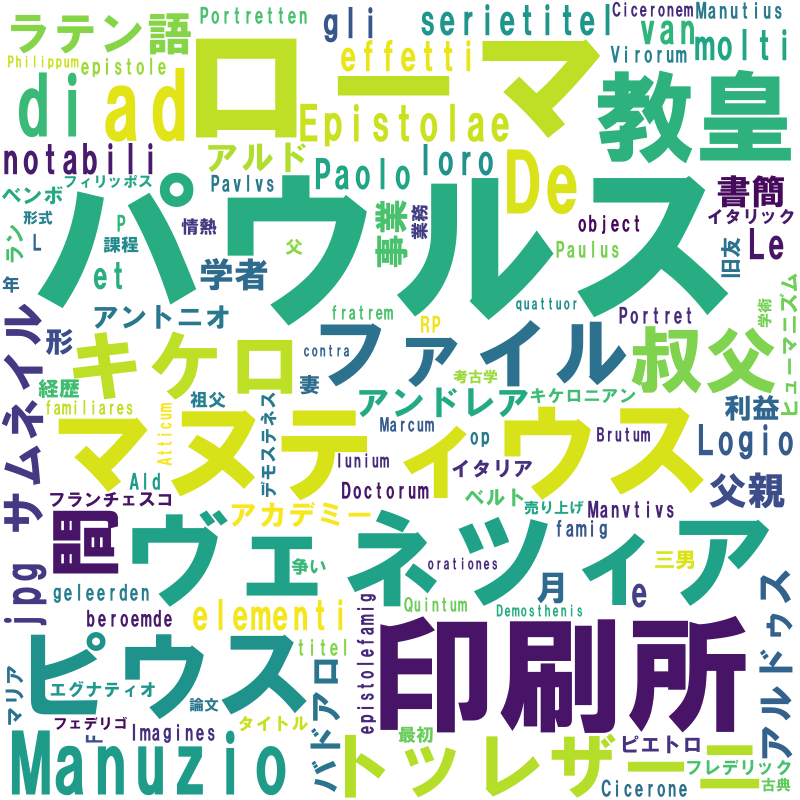 ラテン語
Portretten
gli
serietitel
Ciceronem
Manutius
van
Philippum
epistole
effetti
Virorum
molti
di
ad
ローマ
教皇
notabili
アルド
Epistolae
Paolo
loro
De
書簡
ベンボ
フィリッポス
Pavlvs
パウルス
イタリック
形式
P
情熱
事業
業務
object
旧友
Le
ラン
L
課程
父
Paulus
年
et
学者
quattuor
学術
ヒューマニズム
アントニオ
fratrem
RP
Portret
形
キケロ
contra
ファイル
叔父
サムネイル
経歴
祖父
妻
考古学
アンドレア
キケロニアン
利益
familiares
Atticum
デモステネス
Marcum
op
Brutum
Logio
マヌティウス
Iunium
イタリア
Ald
Doctorum
ベルト
父親
フランチェスコ
アカデミー
売り上げ
Manvtivs
間
ヴェネツィア
famig
jpg
争い
orationes
三男
geleerden
月
e
beroemde
elementi
epistolefamig
Quintum
Demosthenis
titel
アルドゥス
ピウス
印刷所
マリア
エグナティオ
論文
バドアロ
フェデリゴ
F
Imagines
タイトル
最初
ピエトロ
Manuzio
トッレザーニ
フレデリック
Cicerone
古典